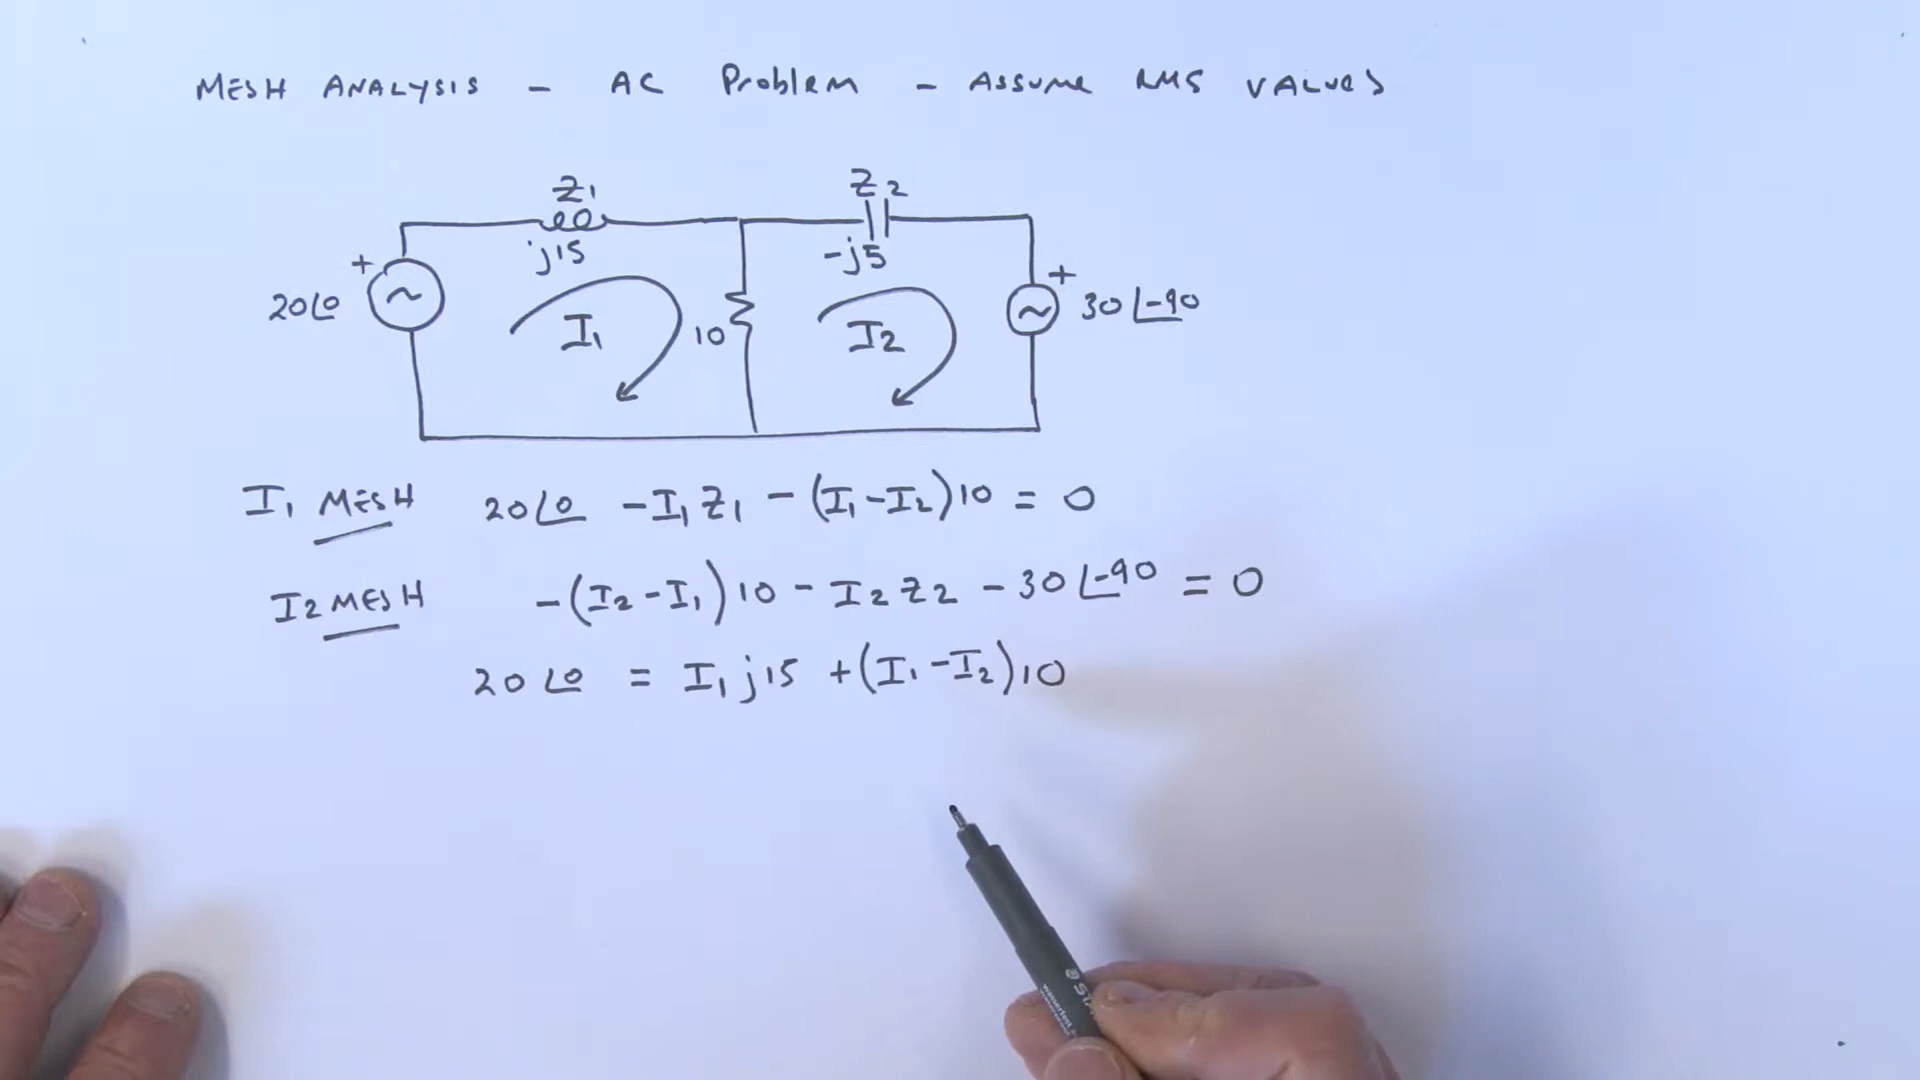 MESH ANALYSIS - AC Problem - ASSUME RMS VALUES
Z1 Z2
j15 -j5
+ +
20∠0 ~ I1 10 I2 ~ 30∠-90
I1 MESH 20∠0 - I1Z1 - (I1-I2)10 = 0
I2 MESH -(I2-I1)10 - I2Z2 - 30∠-90 = 0
20∠0 = I1j15 + (I1-I2)10